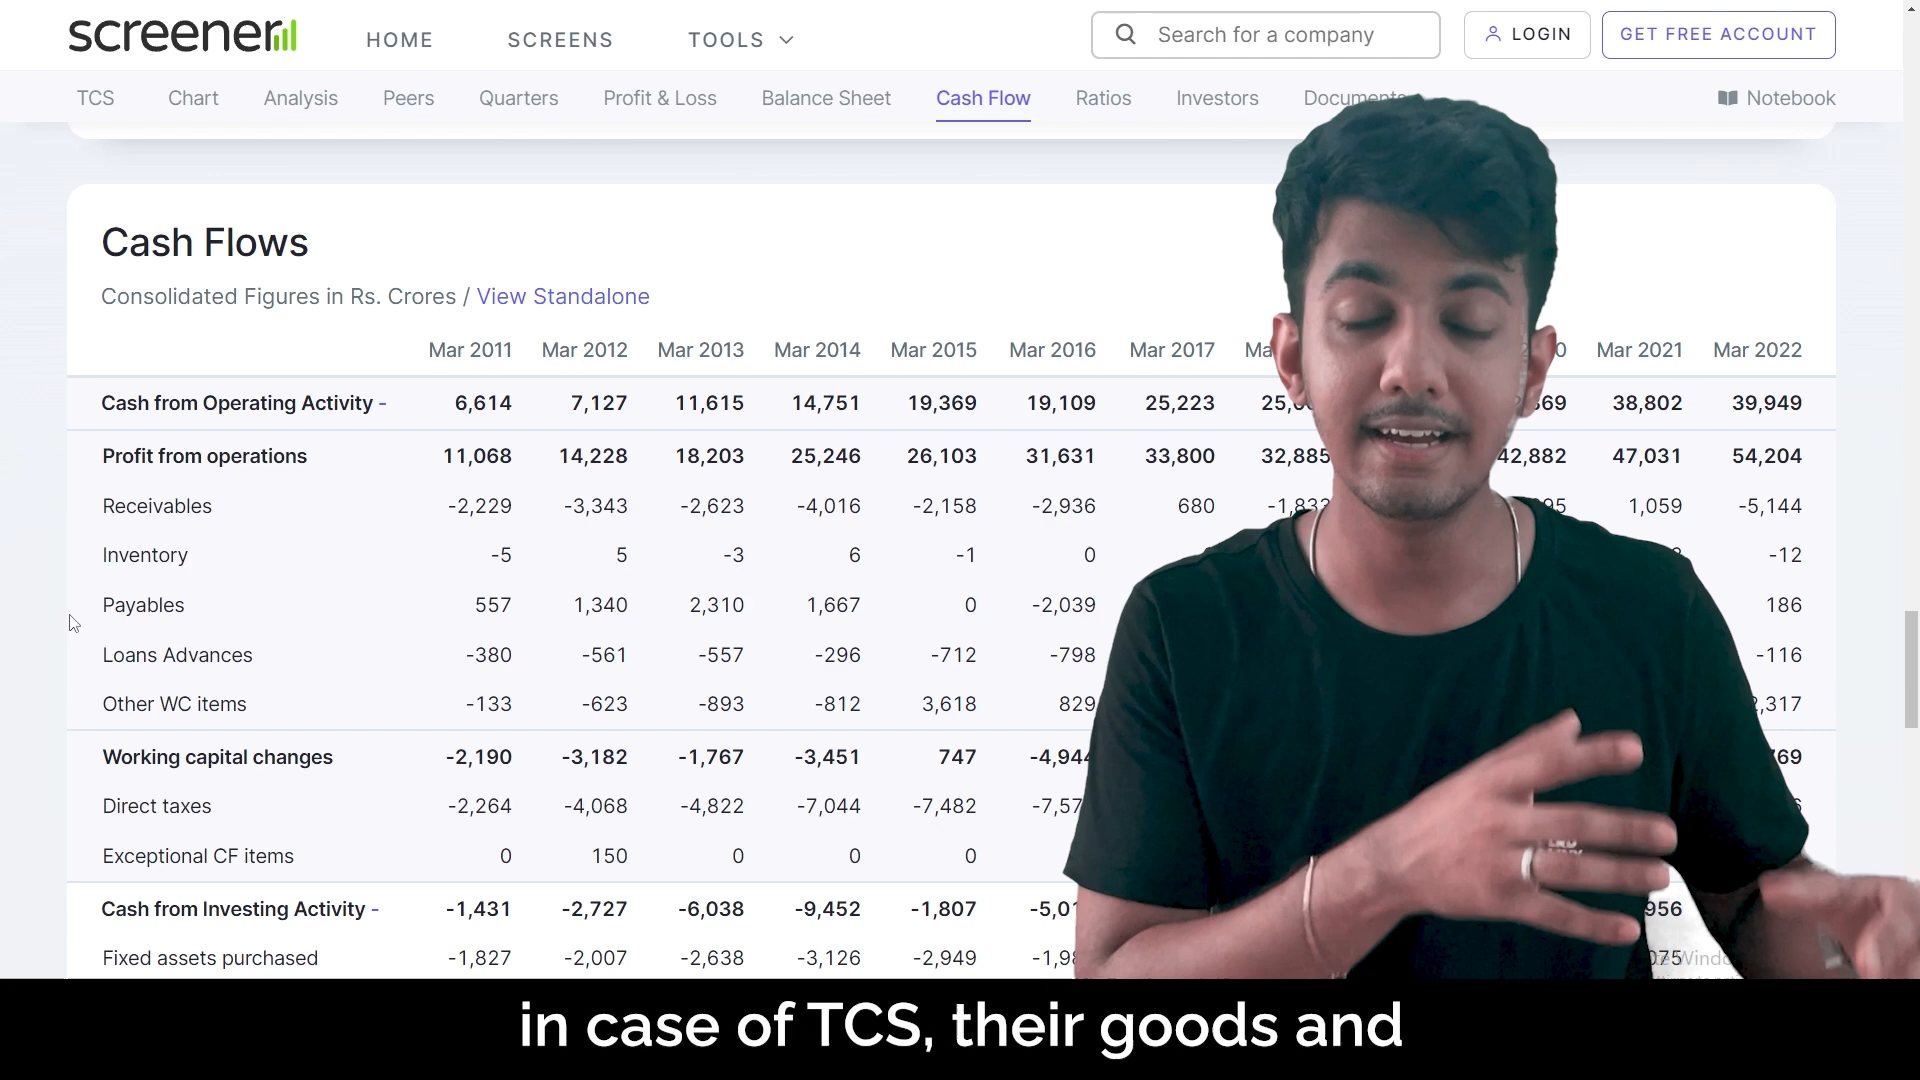 screener
HOME SCREENS TOOLS
Search for a company
LOGIN
GET FREE ACCOUNT
TCS Chart Analysis Peers Quarters Profit & Loss Balance Sheet Cash Flow Ratios Investors Documents Notebook
Cash Flows
Consolidated Figures in Rs. Crores / View Standalone
Mar 2011 Mar 2012 Mar 2013 Mar 2014 Mar 2015 Mar 2016 Mar 2017 Mar 2021 Mar 2022
Cash from Operating Activity - 6,614 7,127 11,615 14,751 19,369 19,109 25,223 38,802 39,949
Profit from operations 11,068 14,228 18,203 25,246 26,103 31,631 33,800 32,885 42,882 47,031 54,204
Receivables -2,229 -3,343 -2,623 -4,016 -2,158 -2,936 680 -1,833 1,059 -5,144
Inventory -5 5 -3 6 -1 0 -12
Payables 557 1,340 2,310 1,667 0 -2,039 186
Loans Advances -380 -561 -557 -296 -712 -798 -116
Other WC items -133 -623 -893 -812 3,618 829
Working capital changes -2,190 -3,182 -1,767 -3,451 747 -4,944
Direct taxes -2,264 -4,068 -4,822 -7,044 -7,482
Exceptional CF items 0 150 0 0 0
Cash from Investing Activity - -1,431 -2,727 -6,038 -9,452 -1,807
Fixed assets purchased -1,827 -2,007 -2,638 -3,126 -2,949
in case of TCS, their goods and